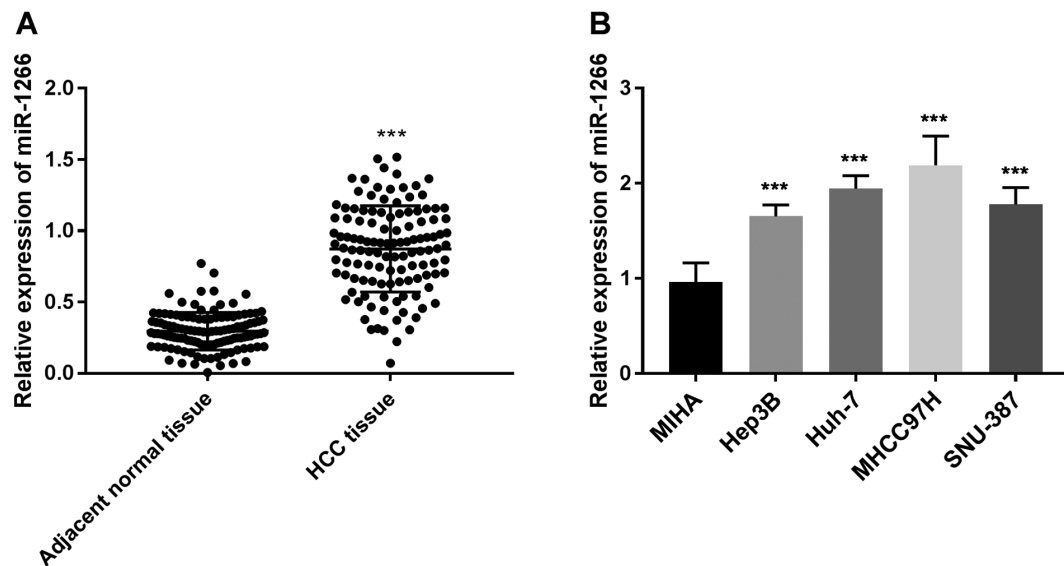 A
Relative expression of miR-1266
2.0
1.5
1.0
0.5
0.0
***
Adjacent normal tissue
HCC tissue
B
Relative expression of miR-1266
3
2
1
0
***
***
***
***
MIHA
Hep3B
Huh-7
MHCC97H
SNU-387